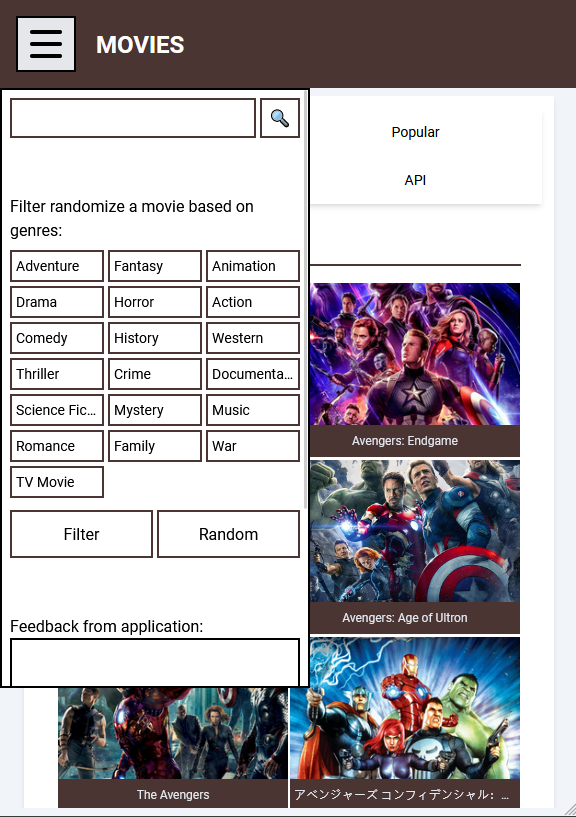 MOVIES
Popular
API
Filter randomize a movie based on
genres:
Adventure
Fantasy
Animation
Drama
Horror
Action
Comedy
History
Western
Thriller
Crime
Documenta...
Science Fic...
Mystery
Music
Romance
Family
War
TV Movie
Filter
Random
Feedback from application:
Avengers: Endgame
Avengers: Age of Ultron
The Avengers
アベンジャーズ コンフィデンシャル: ...